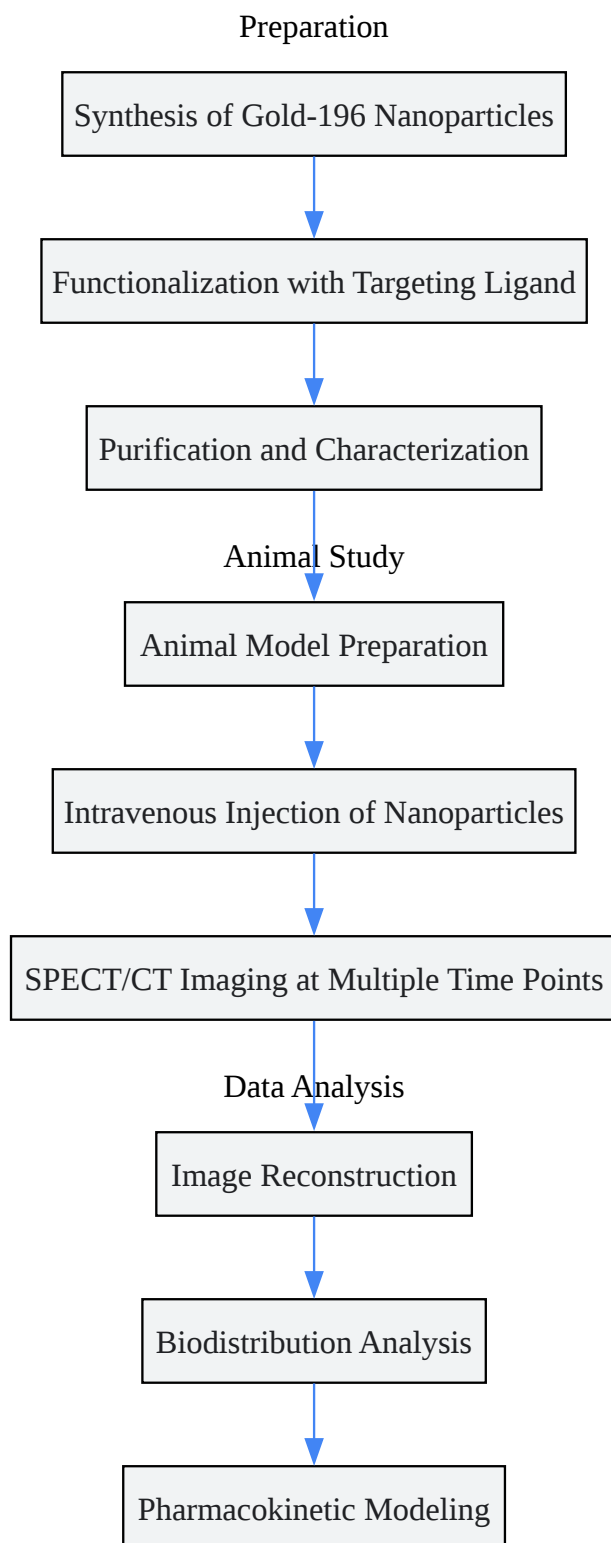 Preparation
Synthesis of Gold-196 Nanoparticles
Functionalization with Targeting Ligand
Purification and Characterization
Animal Study
Animal Model Preparation
Intravenous Injection of Nanoparticles
SPECT/CT Imaging at Multiple Time Points
Data Analysis
Image Reconstruction
Biodistribution Analysis
Pharmacokinetic Modeling